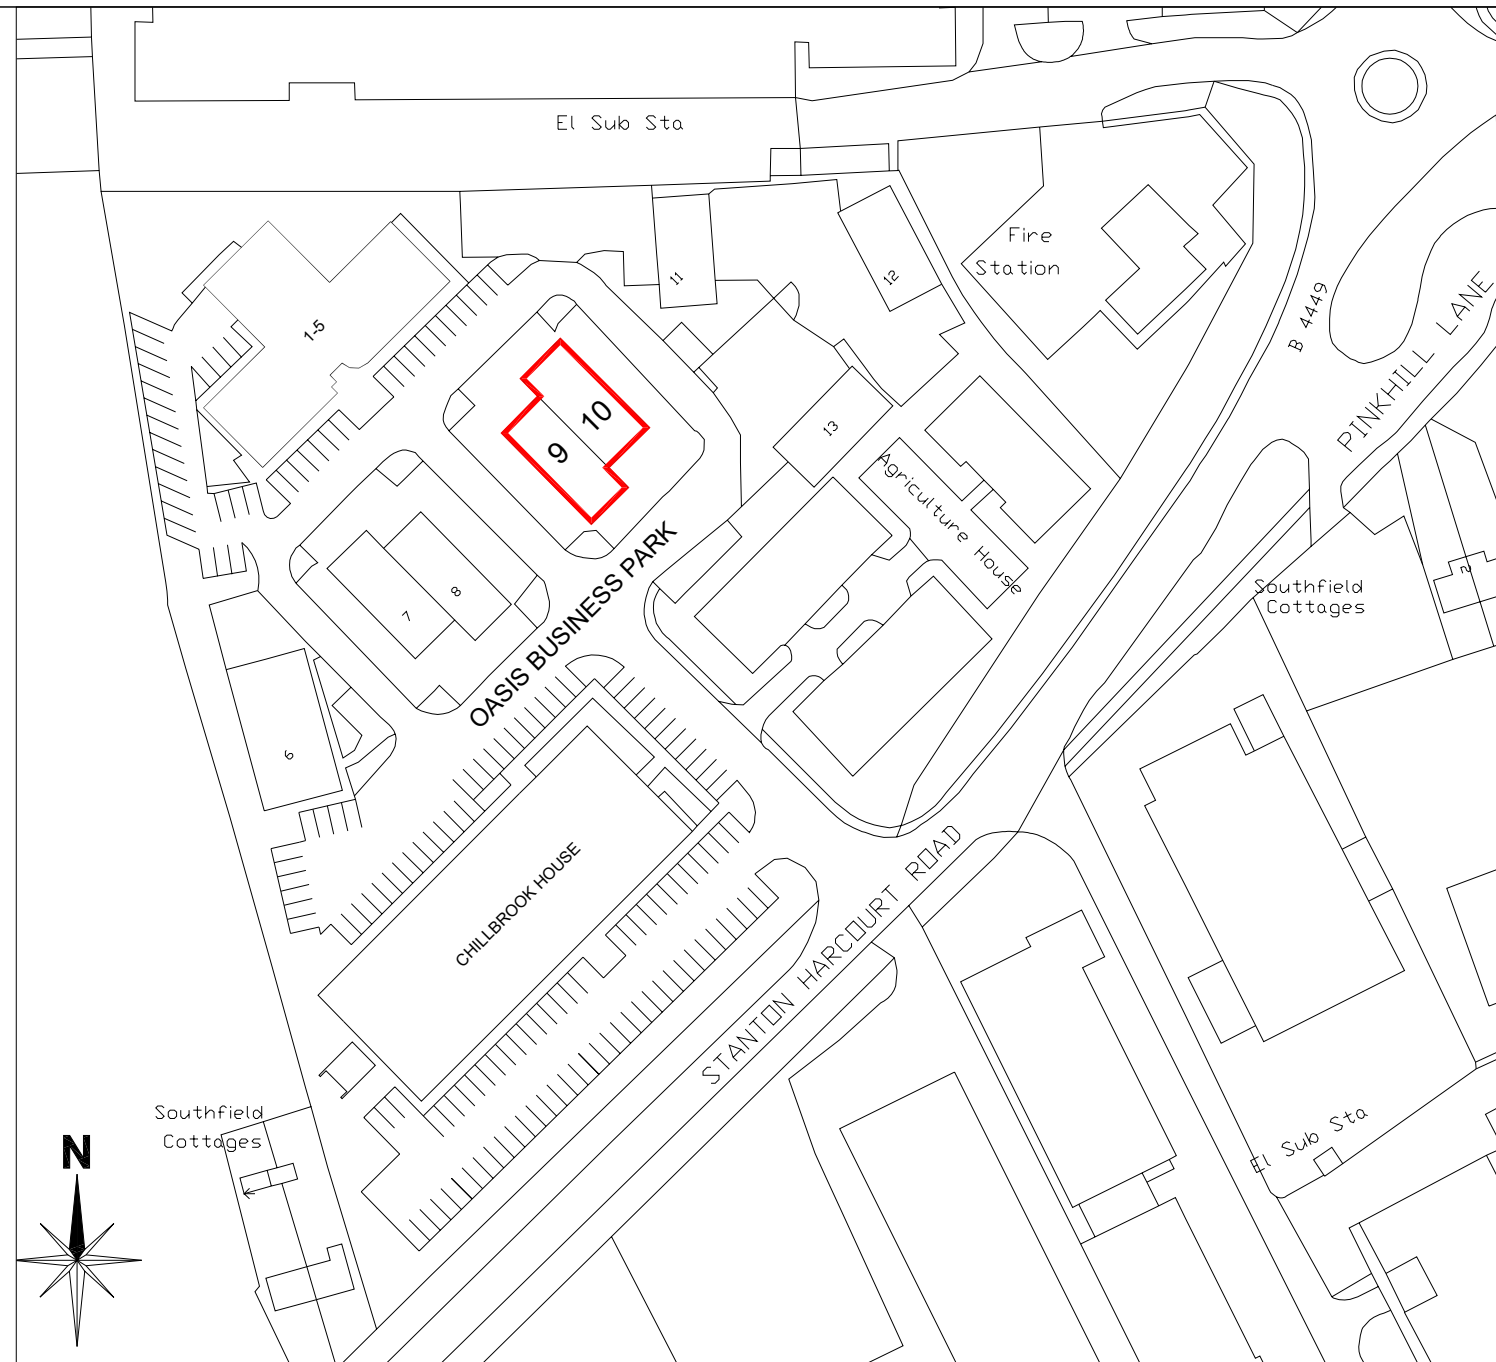 El Sub Sta
Fire
Station
11
12
1-5
B 4449
PINKHILL LANE
10
9
13
Agriculture House
OASIS BUSINESS PARK
Southfield
Cottages
2
7
8
6
CHILLBROOK HOUSE
STANTON HARCOURT ROAD
Southfield
Cottages
N
El Sub Sta